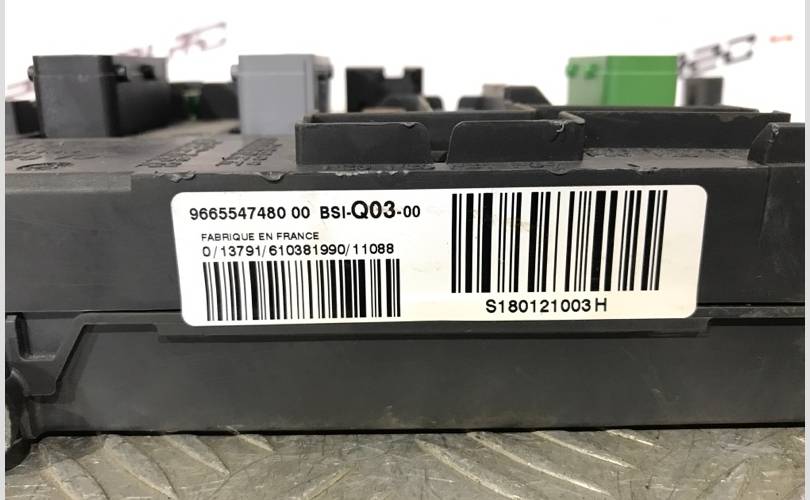 9665547480 00 BSI-Q03-00
FABRIQUE EN FRANCE
0/13791/610381990/11088
S180121003H